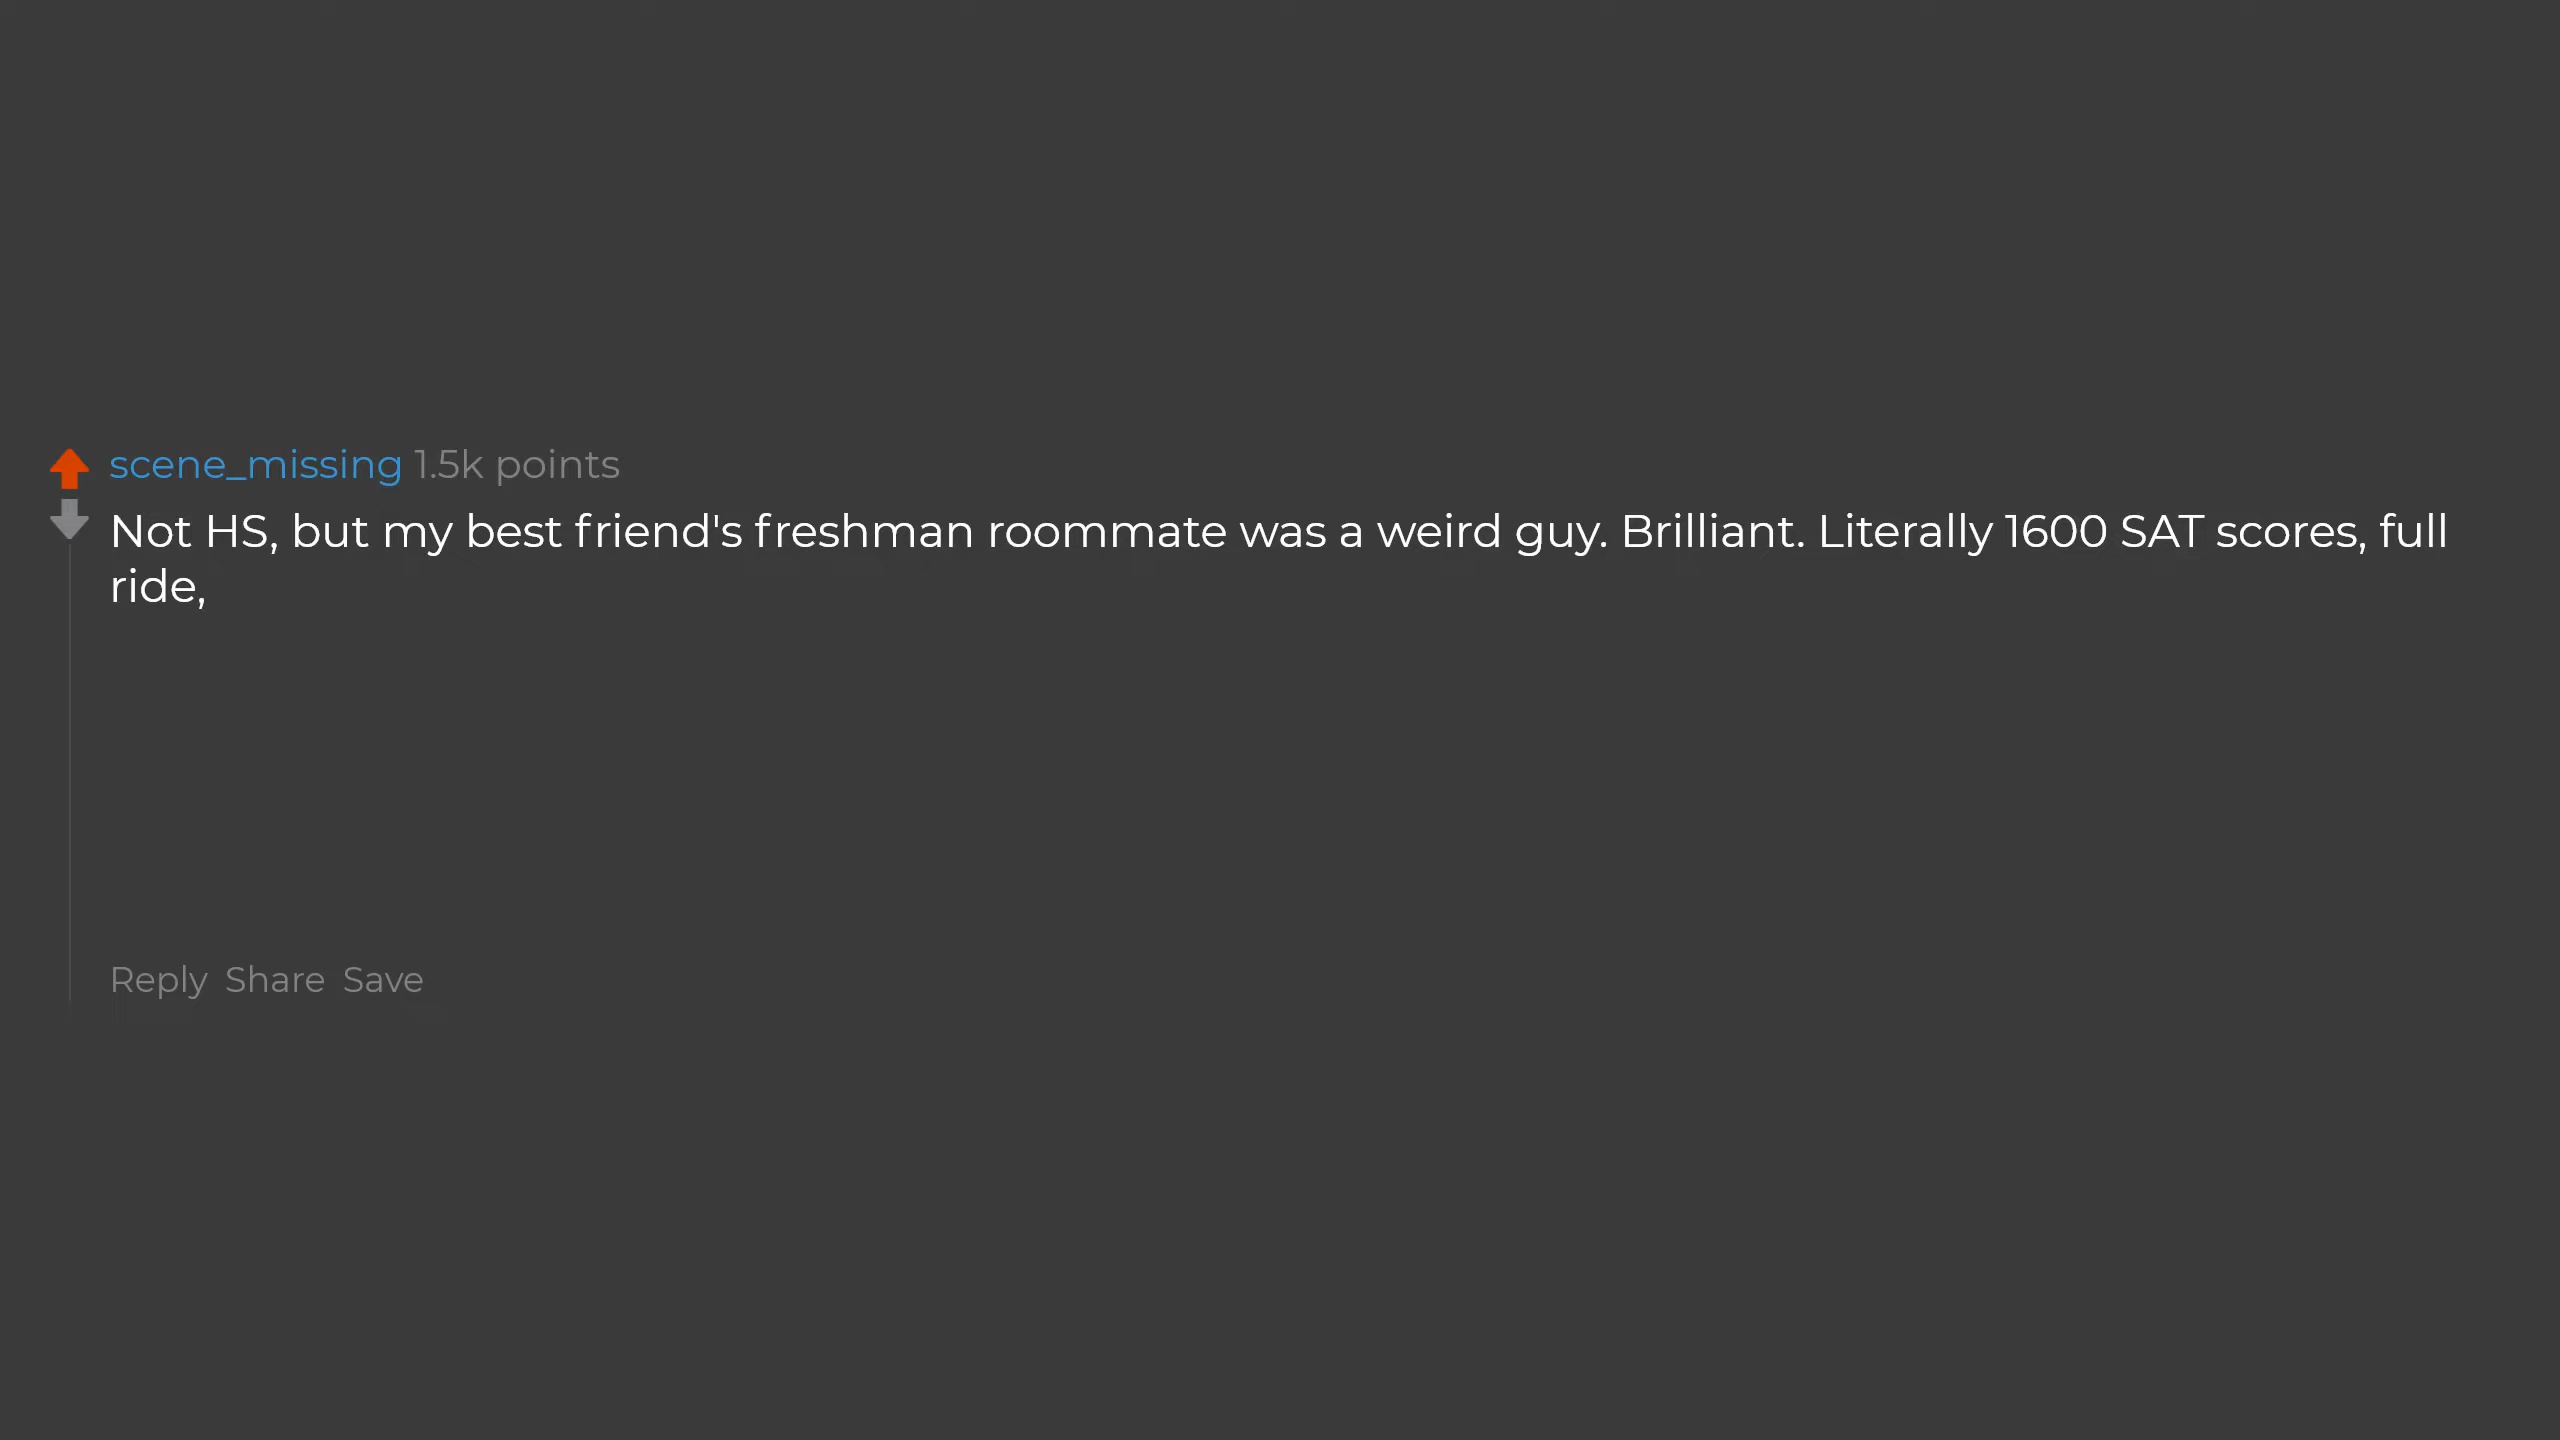 scene_missing 1.5k points
Not HS, but my best friend's freshman roommate was a weird guy. Brilliant. Literally 1600 SAT scores, full
ride,
Reply Share Save